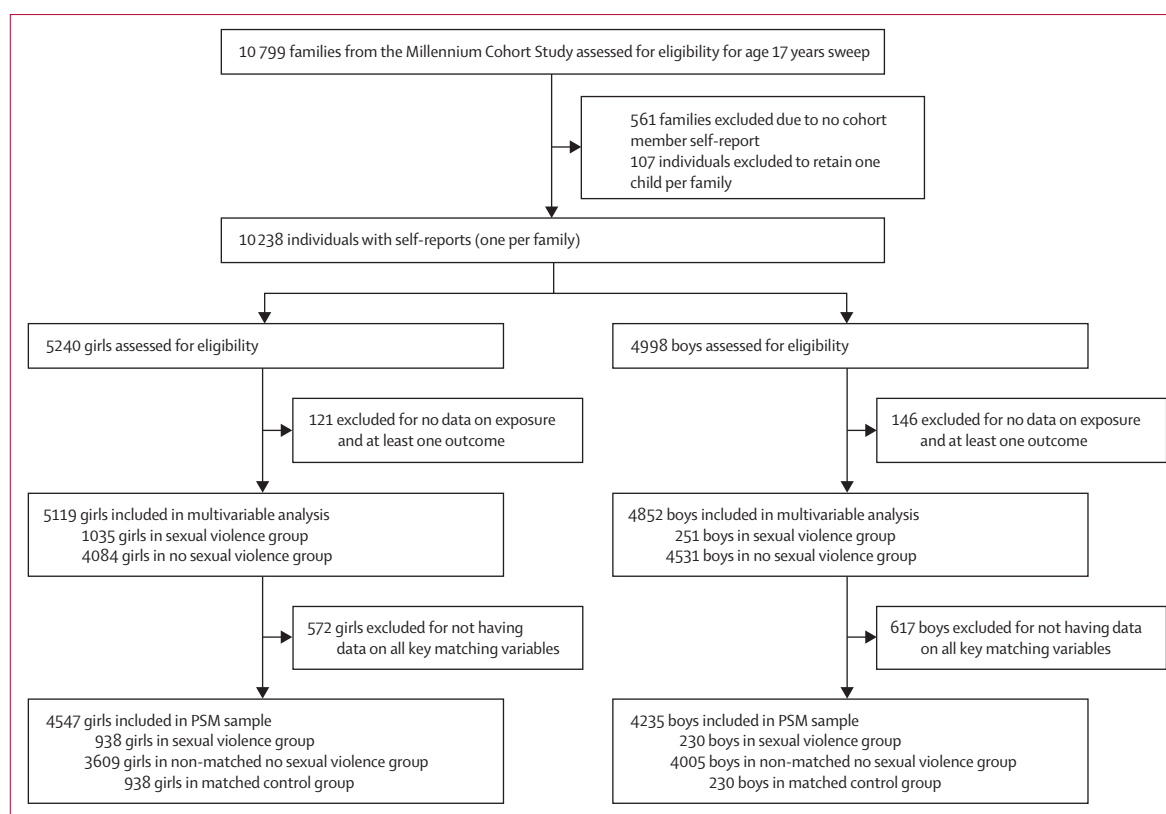 10 799 families from the Millennium Cohort Study assessed for eligibility for age 17 years sweep
561 families excluded due to no cohort
member self-report
107 individuals excluded to retain one
child per family
10 238 individuals with self-reports (one per family)
5240 girls assessed for eligibility
4998 boys assessed for eligibility
121 excluded for no data on exposure
and at least one outcome
146 excluded for no data on exposure
and at least one outcome
5119 girls included in multivariable analysis
1035 girls in sexual violence group
4084 girls in no sexual violence group
4852 boys included in multivariable analysis
251 boys in sexual violence group
4531 boys in no sexual violence group
572 girls excluded for not having
data on all key matching variables
617 boys excluded for not having data
on all key matching variables
4547 girls included in PSM sample
938 girls in sexual violence group
3609 girls in non-matched no sexual violence group
938 girls in matched control group
4235 boys included in PSM sample
230 boys in sexual violence group
4005 boys in non-matched no sexual violence group
230 boys in matched control group